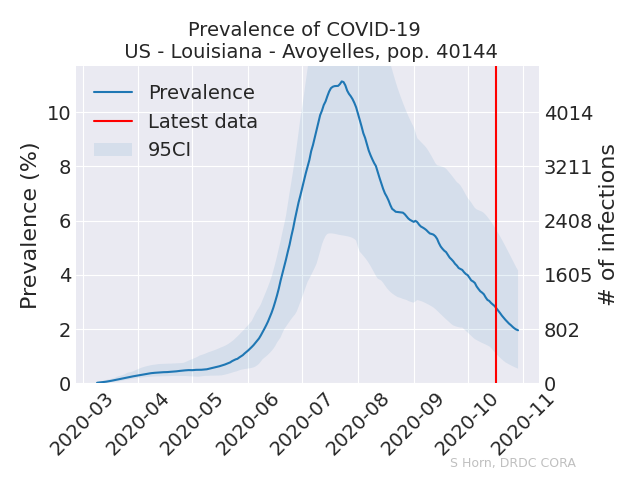 Prevalence of COVID-19
US - Louisiana - Avoyelles, pop. 40144
Prevalence
Latest data
95CI
Prevalence (%)
10
8
6
4
2
0
4014
3211
2408
1605
802
0
# of infections
2020-03
2020-04
2020-05
2020-06
2020-07
2020-08
2020-09
2020-10
2020-11
S Horn, DRDC CORA